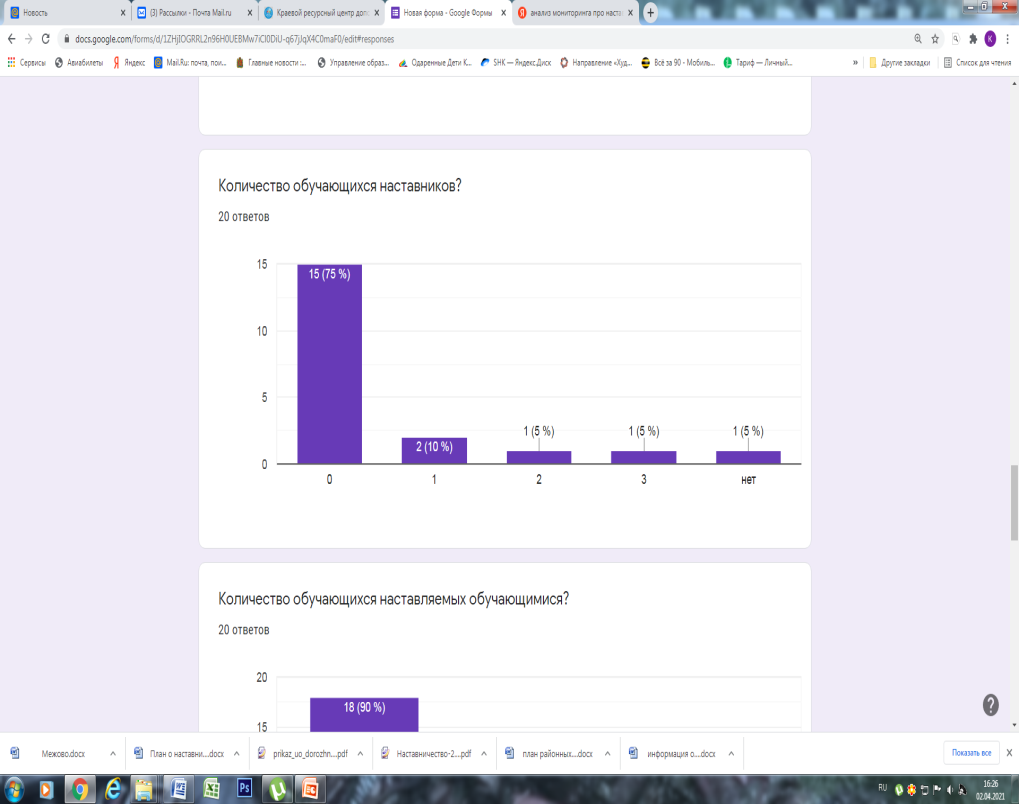 Новость
(3) Рассылки - Почта Mail.ru
Краевой ресурсный центр допо
Новая форма - Google Формы
анализ мониторинга про наста
docs.google.com/forms/d/1ZHjIOGRRL2n96H0UEBMw7iCI0DiU-q67jJqX4C0maF0/edit#responses
К
Сервисы
Авиабилеты
Яндекс
Mail.Ru: почта, пои...
Главные новости :...
Управление образ...
Одаренные Дети К...
SHK — Яндекс.Диск
Направление «Худ...
Всё за 90 - Мобиль...
Тариф — Личный...
»
Другие закладки
Список для чтения
Количество обучающихся наставников?
20 ответов
15
10
5
0
15 (75 %)
2 (10 %)
1 (5 %)
1 (5 %)
1 (5 %)
0
1
2
3
нет
Количество обучающихся наставляемых обучающимися?
20 ответов
20
15
18 (90 %)
Межово.docx
План о наставни....docx
prikaz_uo_dorozhn....pdf
Наставничество-2....pdf
план районных....docx
информация о....docx
Показать все
RU
16:26
02.04.2021